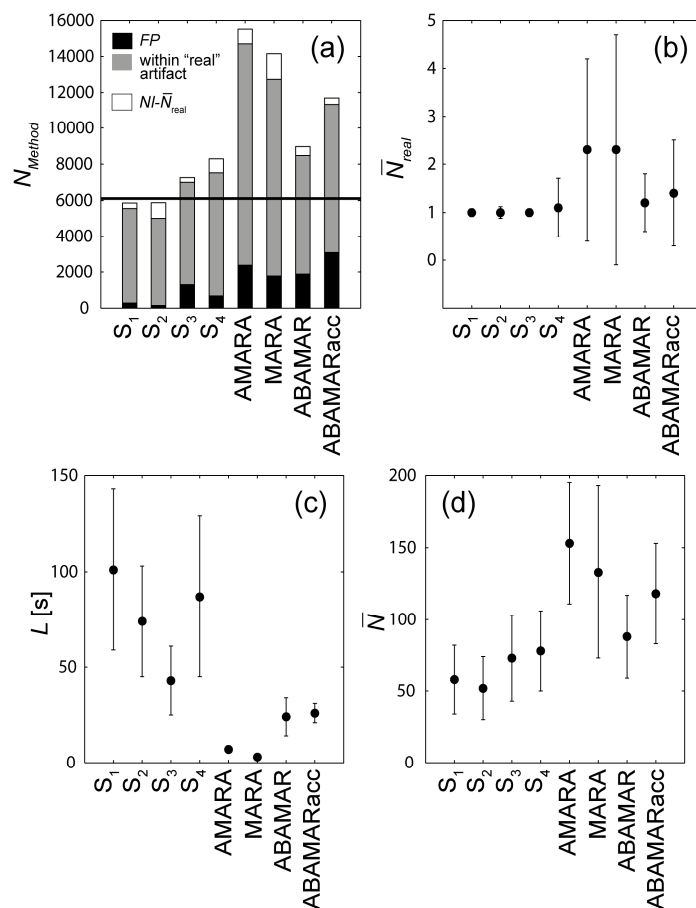 (a)
FP
within "real"
artifact
NI-N̅real
NMethod
16000
14000
12000
10000
8000
6000
4000
2000
0
S1
S2
S3
S4
AMARA
MARA
ABAMAR
ABAMARacc
(b)
N̅real
5
4
3
2
1
0
S1
S2
S3
S4
AMARA
MARA
ABAMAR
ABAMARacc
(c)
L [s]
150
100
50
0
S1
S2
S3
S4
AMARA
MARA
ABAMAR
ABAMARacc
(d)
N̅
200
150
100
50
0
S1
S2
S3
S4
AMARA
MARA
ABAMAR
ABAMARacc